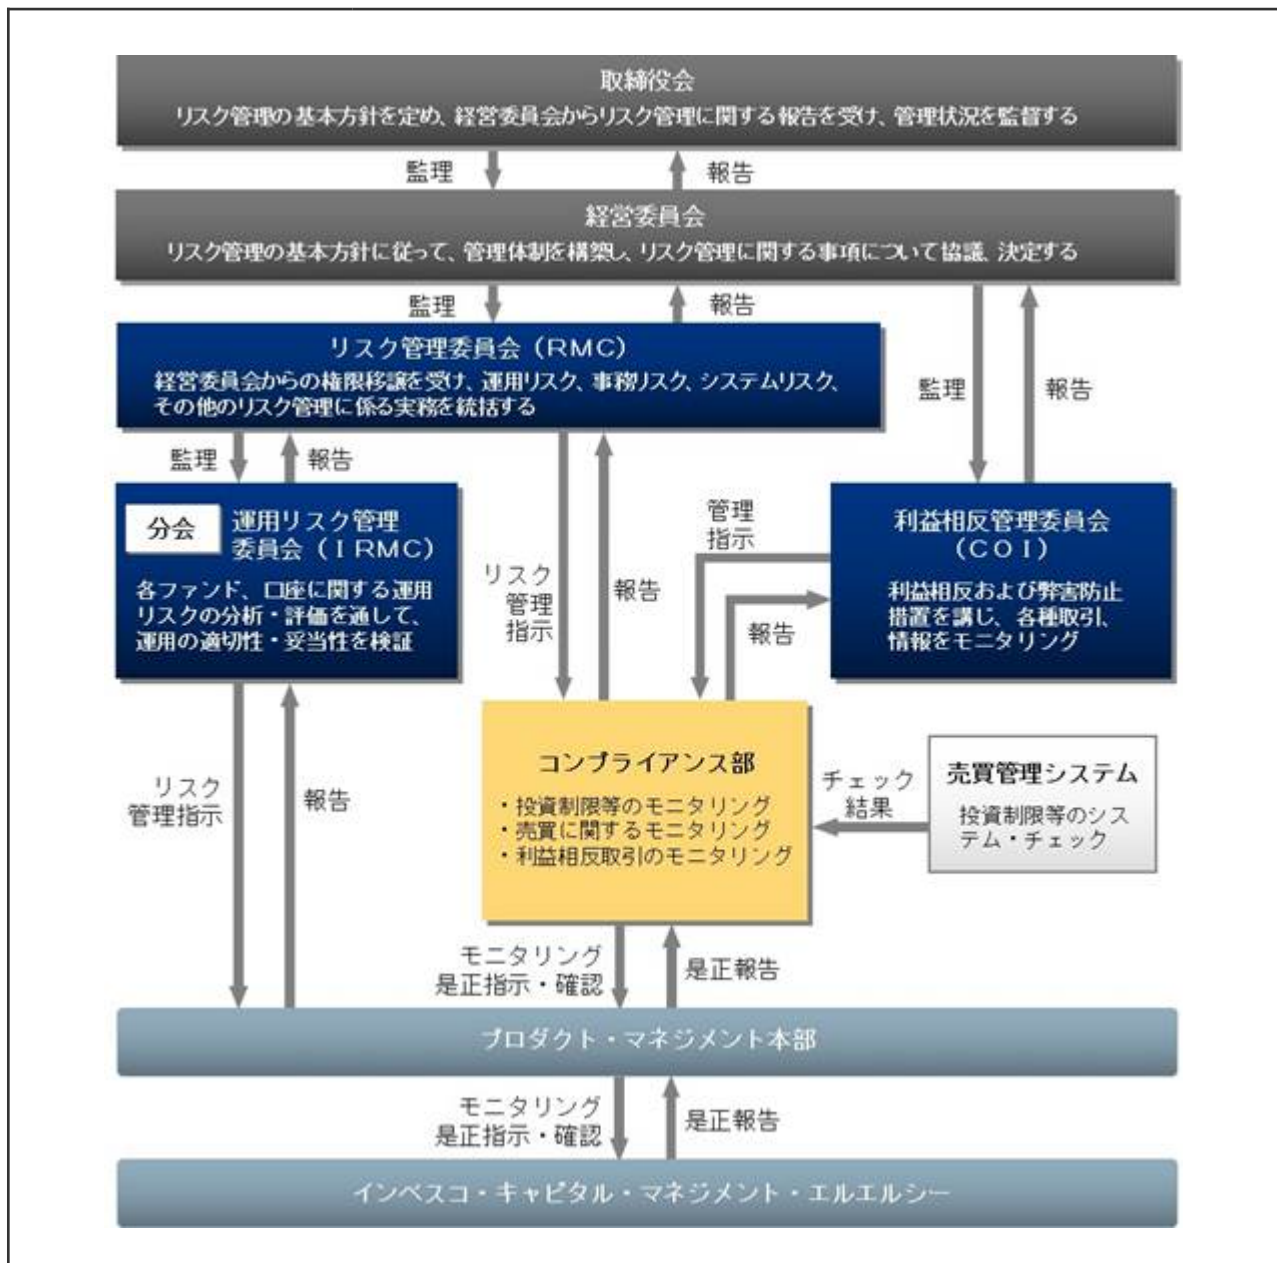 取締役会
リスク管理の基本方針を定め、経営委員会からリスク管理に関する報告を受け、管理状況を監督する
監理
報告
経営委員会
リスク管理の基本方針に従って、管理体制を構築し、リスク管理に関する事項について協議、決定する
監理
報告
リスク管理委員会（RMC）
経営委員会からの権限移譲を受け、運用リスク、事務リスク、システムリスク、
その他のリスク管理に係る実務を統括する
監理
報告
監理
報告
分会
運用リスク管理
委員会（IRMC）
各ファンド、口座に関する運用
リスクの分析・評価を通して、
運用の適切性・妥当性を検証
リスク
管理
指示
報告
管理
指示
報告
利益相反管理委員会
（COI）
利益相反および弊害防止
措置を講じ、各種取引、
情報をモニタリング
リスク
管理指示
報告
コンプライアンス部
・投資制限等のモニタリング
・売買に関するモニタリング
・利益相反取引のモニタリング
チェック
結果
売買管理システム
投資制限等のシス
テム・チェック
モニタリング
是正指示・確認
是正報告
プロダクト・マネジメント本部
モニタリング
是正指示・確認
是正報告
インベスコ・キャピタル・マネジメント・エルエルシー